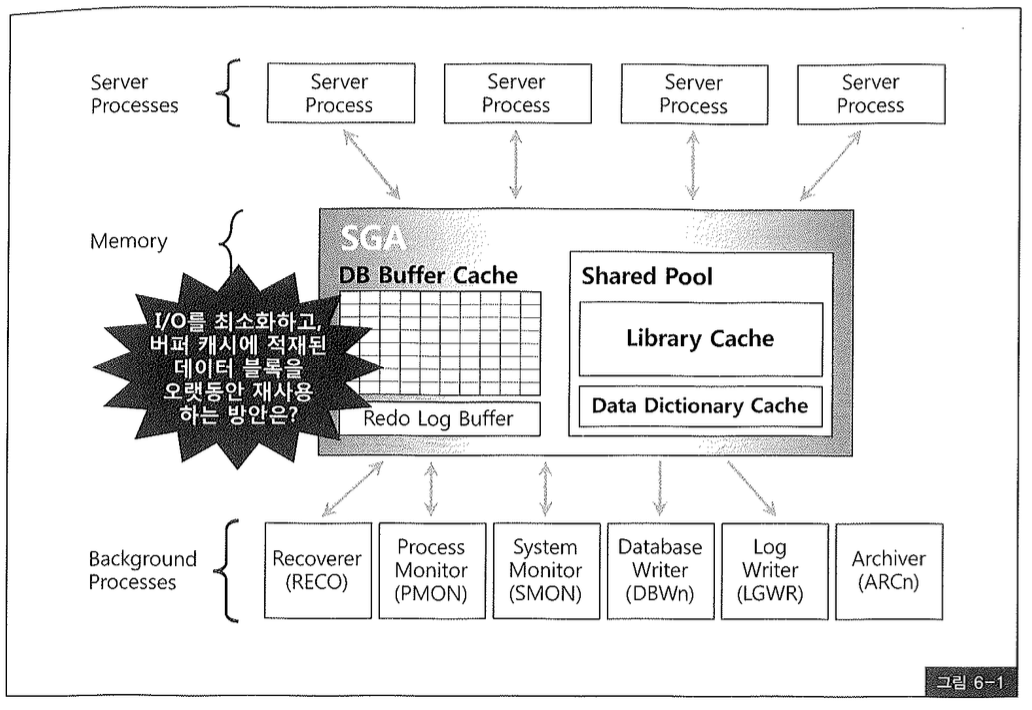 Server
Processes
Server
Process
Server
Process
Server
Process
Server
Process
Memory
SGA
DB Buffer Cache
Redo Log Buffer
Shared Pool
Library Cache
Data Dictionary Cache
I/O를 최소화하고,
버퍼 캐시에 적재된
데이터 블록을
오랫동안 재사용
하는 방안은?
Background
Processes
Recoverer
(RECO)
Process
Monitor
(PMON)
System
Monitor
(SMON)
Database
Writer
(DBWn)
Log
Writer
(LGWR)
Archiver
(ARCn)
그림 6-1